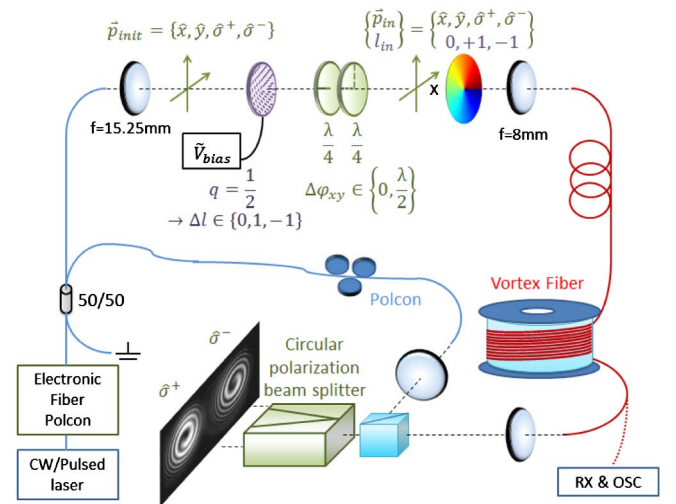 p⃗_init = {x̂, ŷ, σ̂⁺, σ̂⁻}
{p⃗_in} = {x̂, ŷ, σ̂⁺, σ̂⁻}
{l_in} {0, +1, −1}
x
f=15.25mm
f=8mm
Ṽ_bias
λ/4 λ/4
q = 1/2
Δφ_xy ∈ {0, λ/2}
→ Δl ∈ {0,1, −1}
Vortex Fiber
Polcon
50/50
σ̂⁻
σ̂⁺
Circular
polarization
beam splitter
Electronic
Fiber
Polcon
CW/Pulsed
laser
RX & OSC